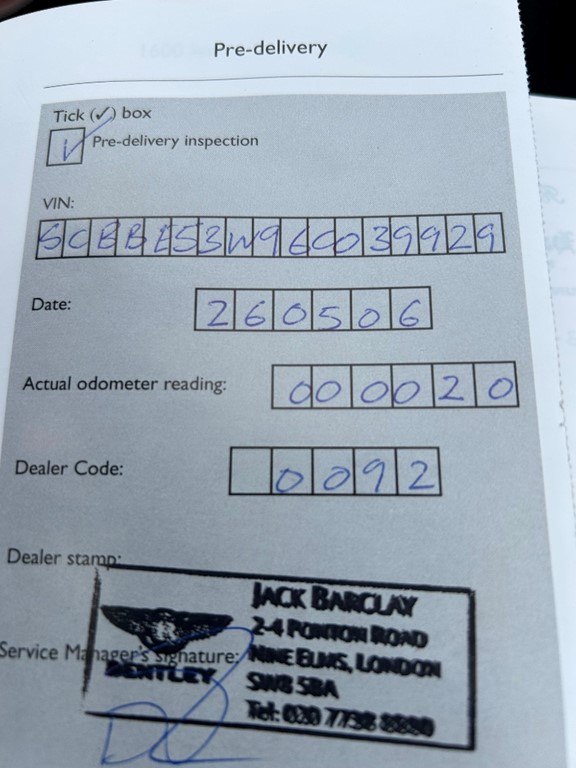 Pre-delivery
Tick (✓) box
✓ Pre-delivery inspection
VIN:
SCBBE53W96C039929
Date:
260506
Actual odometer reading:
000020
Dealer Code:
0092
Dealer stamp:
JACK BARCLAY
2-4 PONTON ROAD
NINE ELMS, LONDON
SW8 5BA
Tel: 020 7738 8880
BENTLEY
Service Manager's signature: